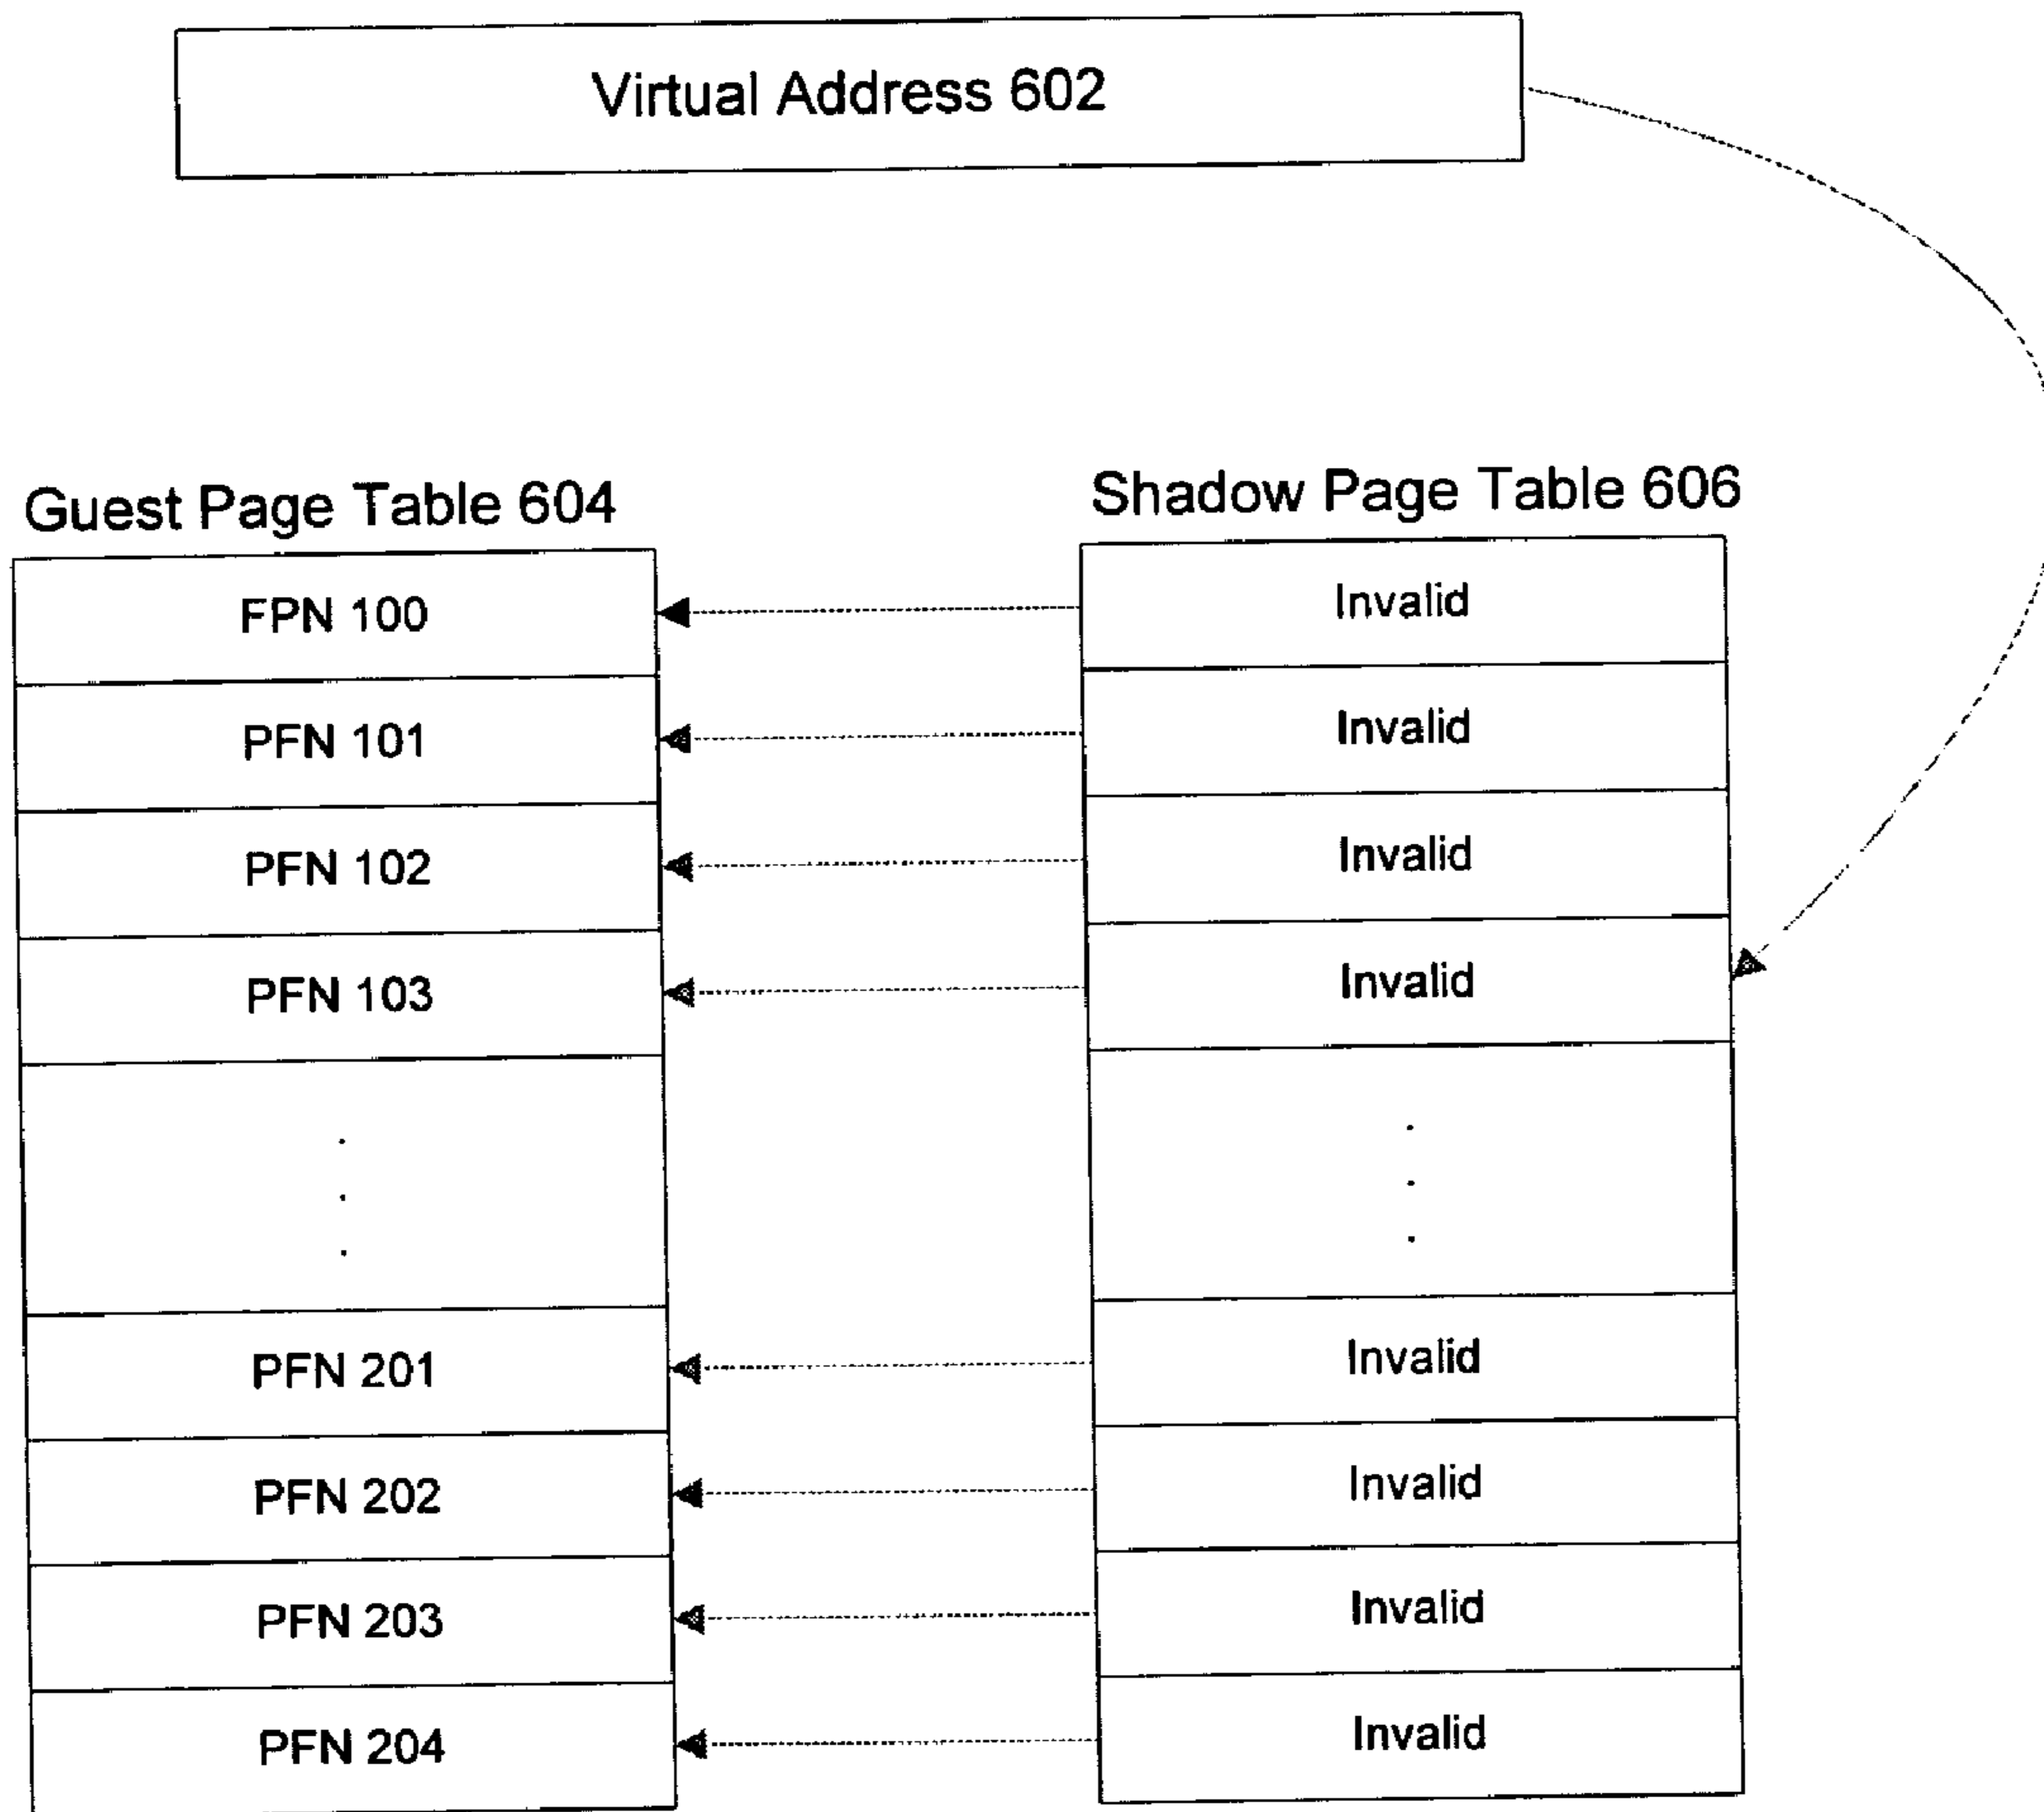 Virtual Address 602
Guest Page Table 604
FPN 100
PFN 101
PFN 102
PFN 103
.
.
.
PFN 201
PFN 202
PFN 203
PFN 204
Shadow Page Table 606
Invalid
Invalid
Invalid
Invalid
.
.
.
Invalid
Invalid
Invalid
Invalid